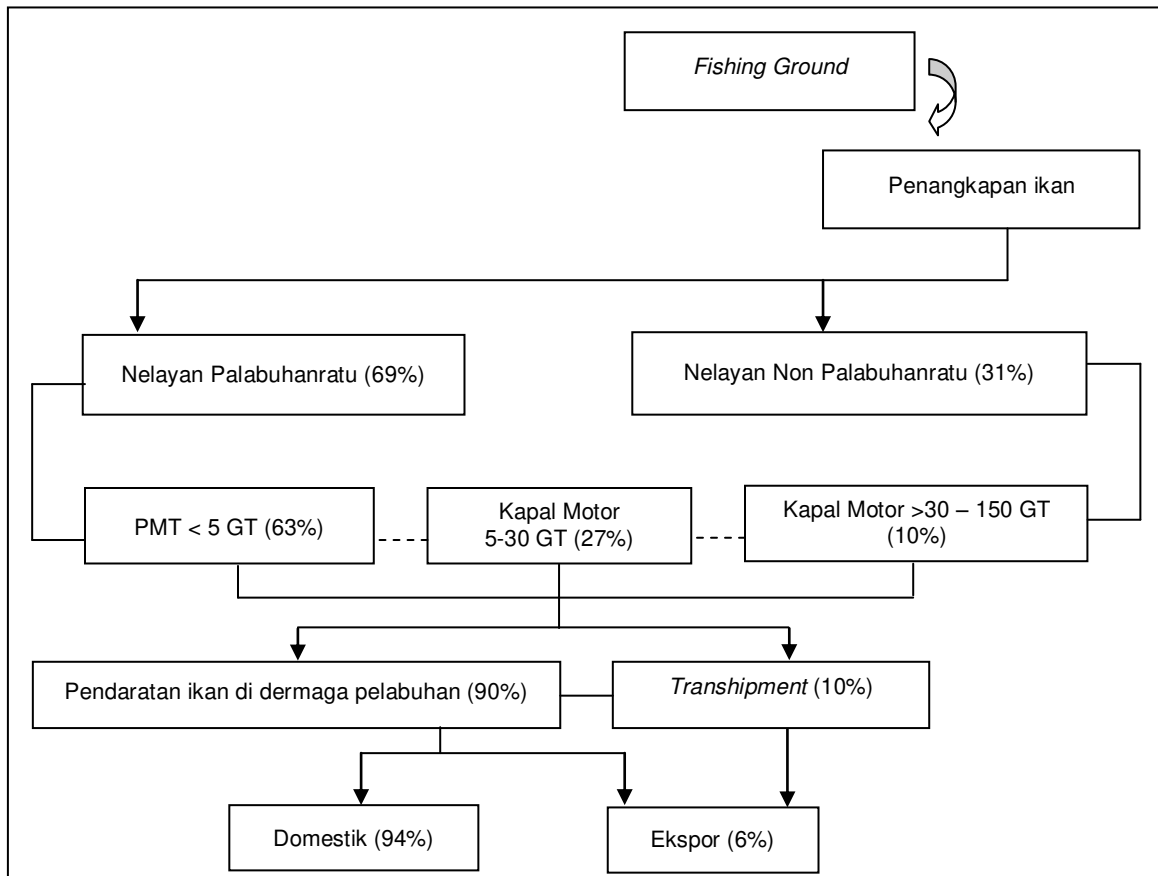 Fishing Ground
Penangkapan ikan
Nelayan Palabuhanratu (69%)
Nelayan Non Palabuhanratu (31%)
PMT < 5 GT (63%)
Kapal Motor
5-30 GT (27%)
Kapal Motor >30 – 150 GT
(10%)
Pendaratan ikan di dermaga pelabuhan (90%)
Transhipment (10%)
Domestik (94%)
Ekspor (6%)